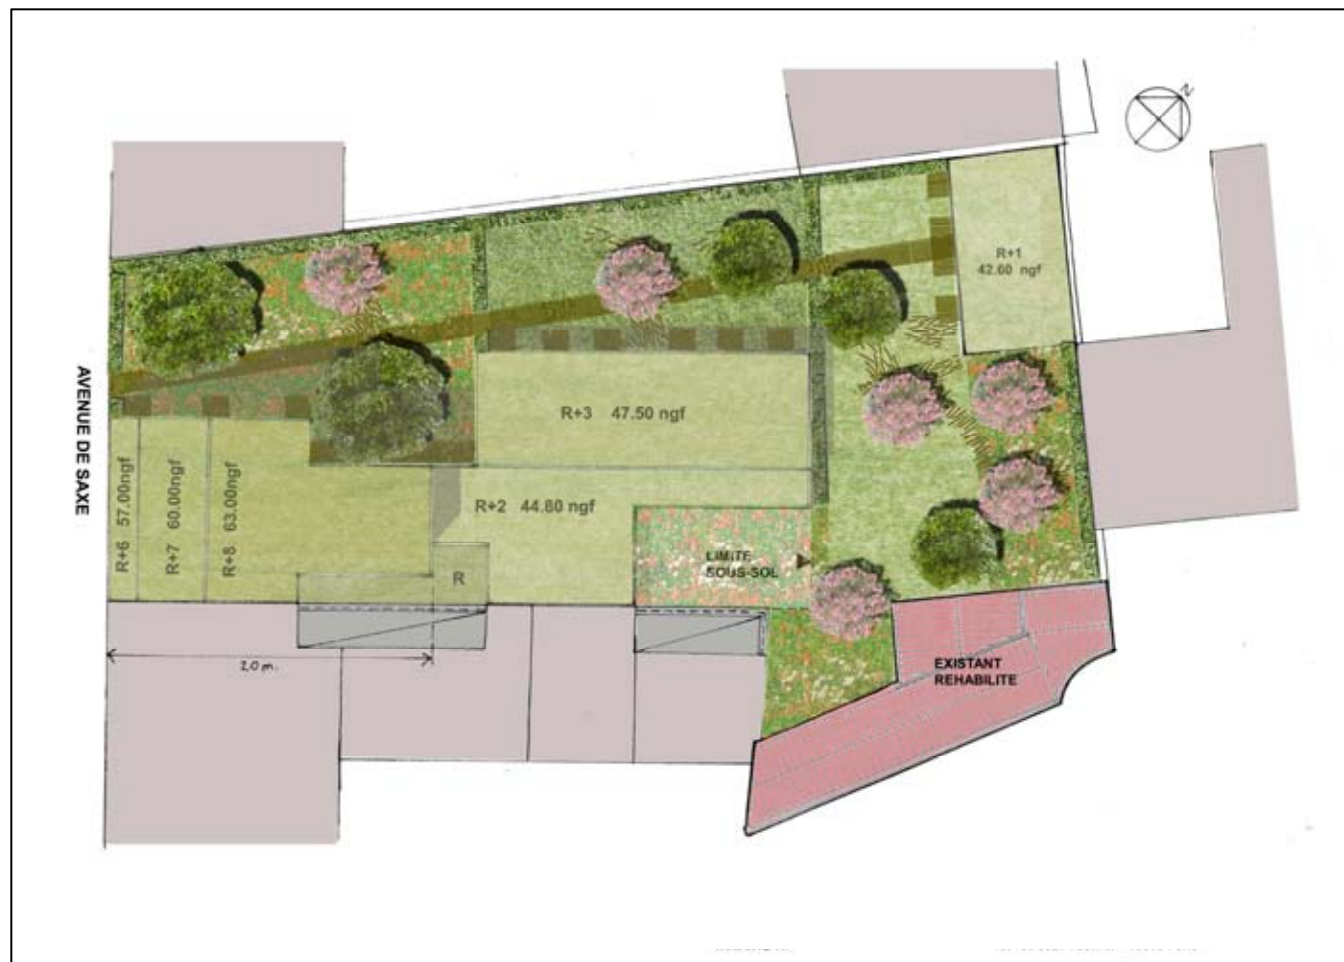 N
R+1
42.60 ngf
AVENUE DE SAXE
R+3 47.50 ngf
R+6 57.00ngf
R+7 60.00ngf
R+8 63.00ngf
R+2 44.80 ngf
R
LIMITE
SOUS-SOL
20 m.
EXISTANT
REHABILITE